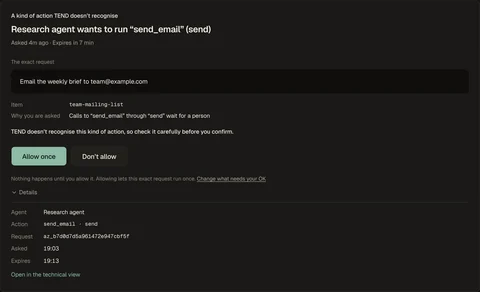 A kind of action TEND doesn't recognise
Research agent wants to run “send_email” (send)
Asked 4m ago · Expires in 7 min
The exact request
Email the weekly brief to team@example.com
Item team-mailing-list
Why you are asked Calls to “send_email” through “send” wait for a person
TEND doesn't recognise this kind of action, so check it carefully before you confirm.
Allow once Don't allow
Nothing happens until you allow it. Allowing lets this exact request run once. Change what needs your OK
Details
Agent Research agent
Action send_email · send
Request az_b7d0d7d5a961472e947cbf5f
Asked 19:03
Expires 19:13
Open in the technical view